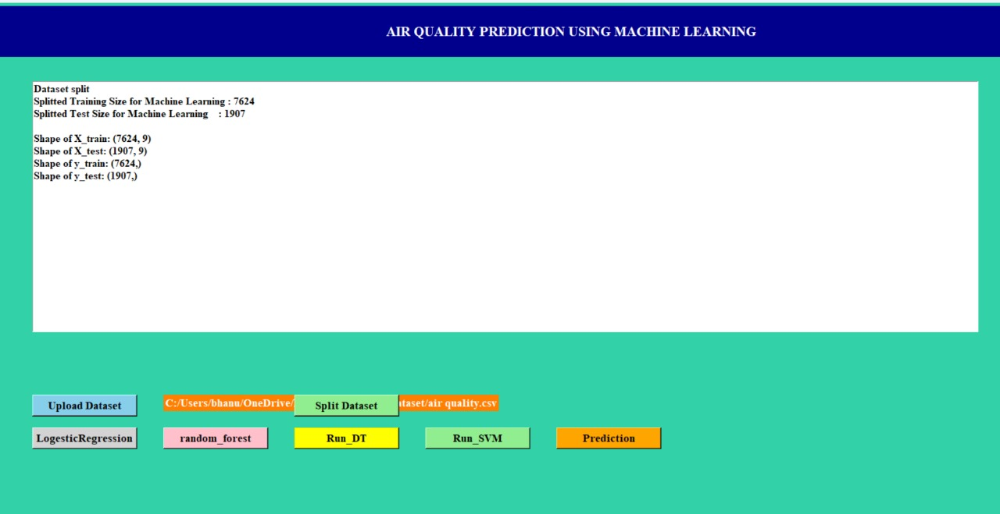 AIR QUALITY PREDICTION USING MACHINE LEARNING
Dataset split
Splitted Training Size for Machine Learning : 7624
Splitted Test Size for Machine Learning    : 1907
Shape of X_train: (7624, 9)
Shape of X_test: (1907, 9)
Shape of y_train: (7624,)
Shape of y_test: (1907,)
Upload Dataset C:/Users/bhanu/OneDrive/ Split Dataset taset/air quality.csv
LogesticRegression random_forest Run_DT Run_SVM Prediction